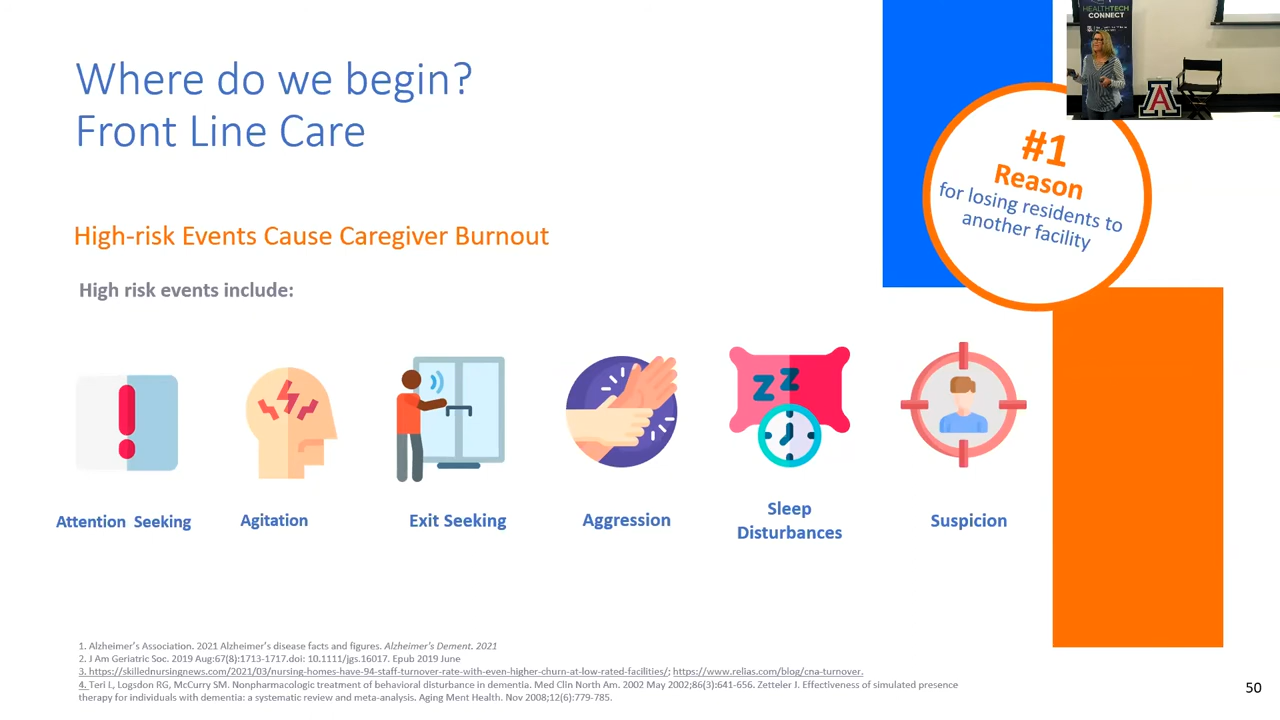 Where do we begin?
Front Line Care
HEALTHTECH
CONNECT
A
#1
Reason
for losing residents to
another facility
High-risk Events Cause Caregiver Burnout
High risk events include:
zz
Attention Seeking
Agitation
Exit Seeking
Aggression
Sleep
Disturbances
Suspicion
1. Alzheimer's Association. 2021 Alzheimer's disease facts and figures. Alzheimer's Dement. 2021
2. J Am Geriatric Soc. 2019 Aug:67(8):1713-1717.doi: 10.1111/jgs.16017. Epub 2019 June
3. https://skillednursingnews.com/2021/03/nursing-homes-have-94-staff-turnover-rate-with-even-higher-churn-at-low-rated-facilities/; https://www.relias.com/blog/cna-turnover.
4. Teri L, Logsdon RG, McCurry SM. Nonpharmacologic treatment of behavioral disturbance in dementia. Med Clin North Am. 2002 May 2002;86(3):641-656. Zetteler J. Effectiveness of simulated presence
therapy for individuals with dementia: a systematic review and meta-analysis. Aging Ment Health. Nov 2008;12(6):779-785.
50